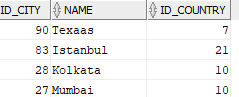 ID_CITY NAME ID_COUNTRY
90 Texaas 7
83 Istanbul 21
28 Kolkata 10
27 Mumbai 10